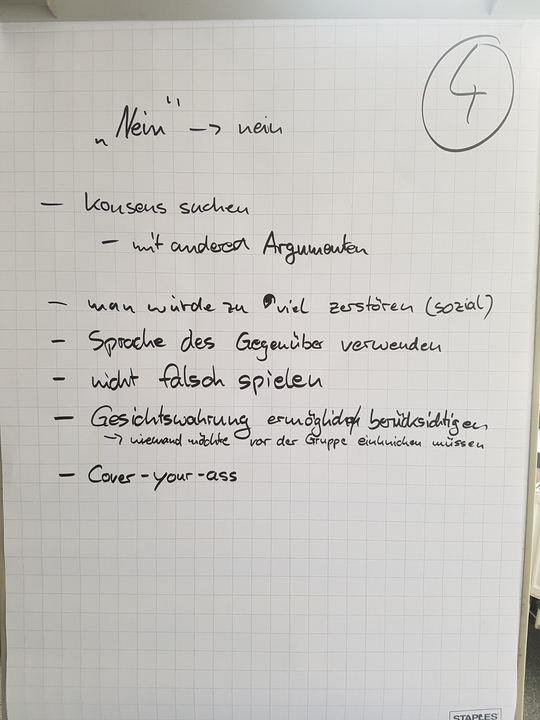 4
„Nein" -> nein
- Konsens suchen
- mit anderen Argumenten
- man würde zu viel zerstören (sozial)
- Sprache des Gegenüber verwenden
- nicht falsch spielen
- Gesichtswahrung ermöglichen berücksichtigen
-> niemand möchte vor der Gruppe einknicken müssen
- Cover-your-ass
STAPLES